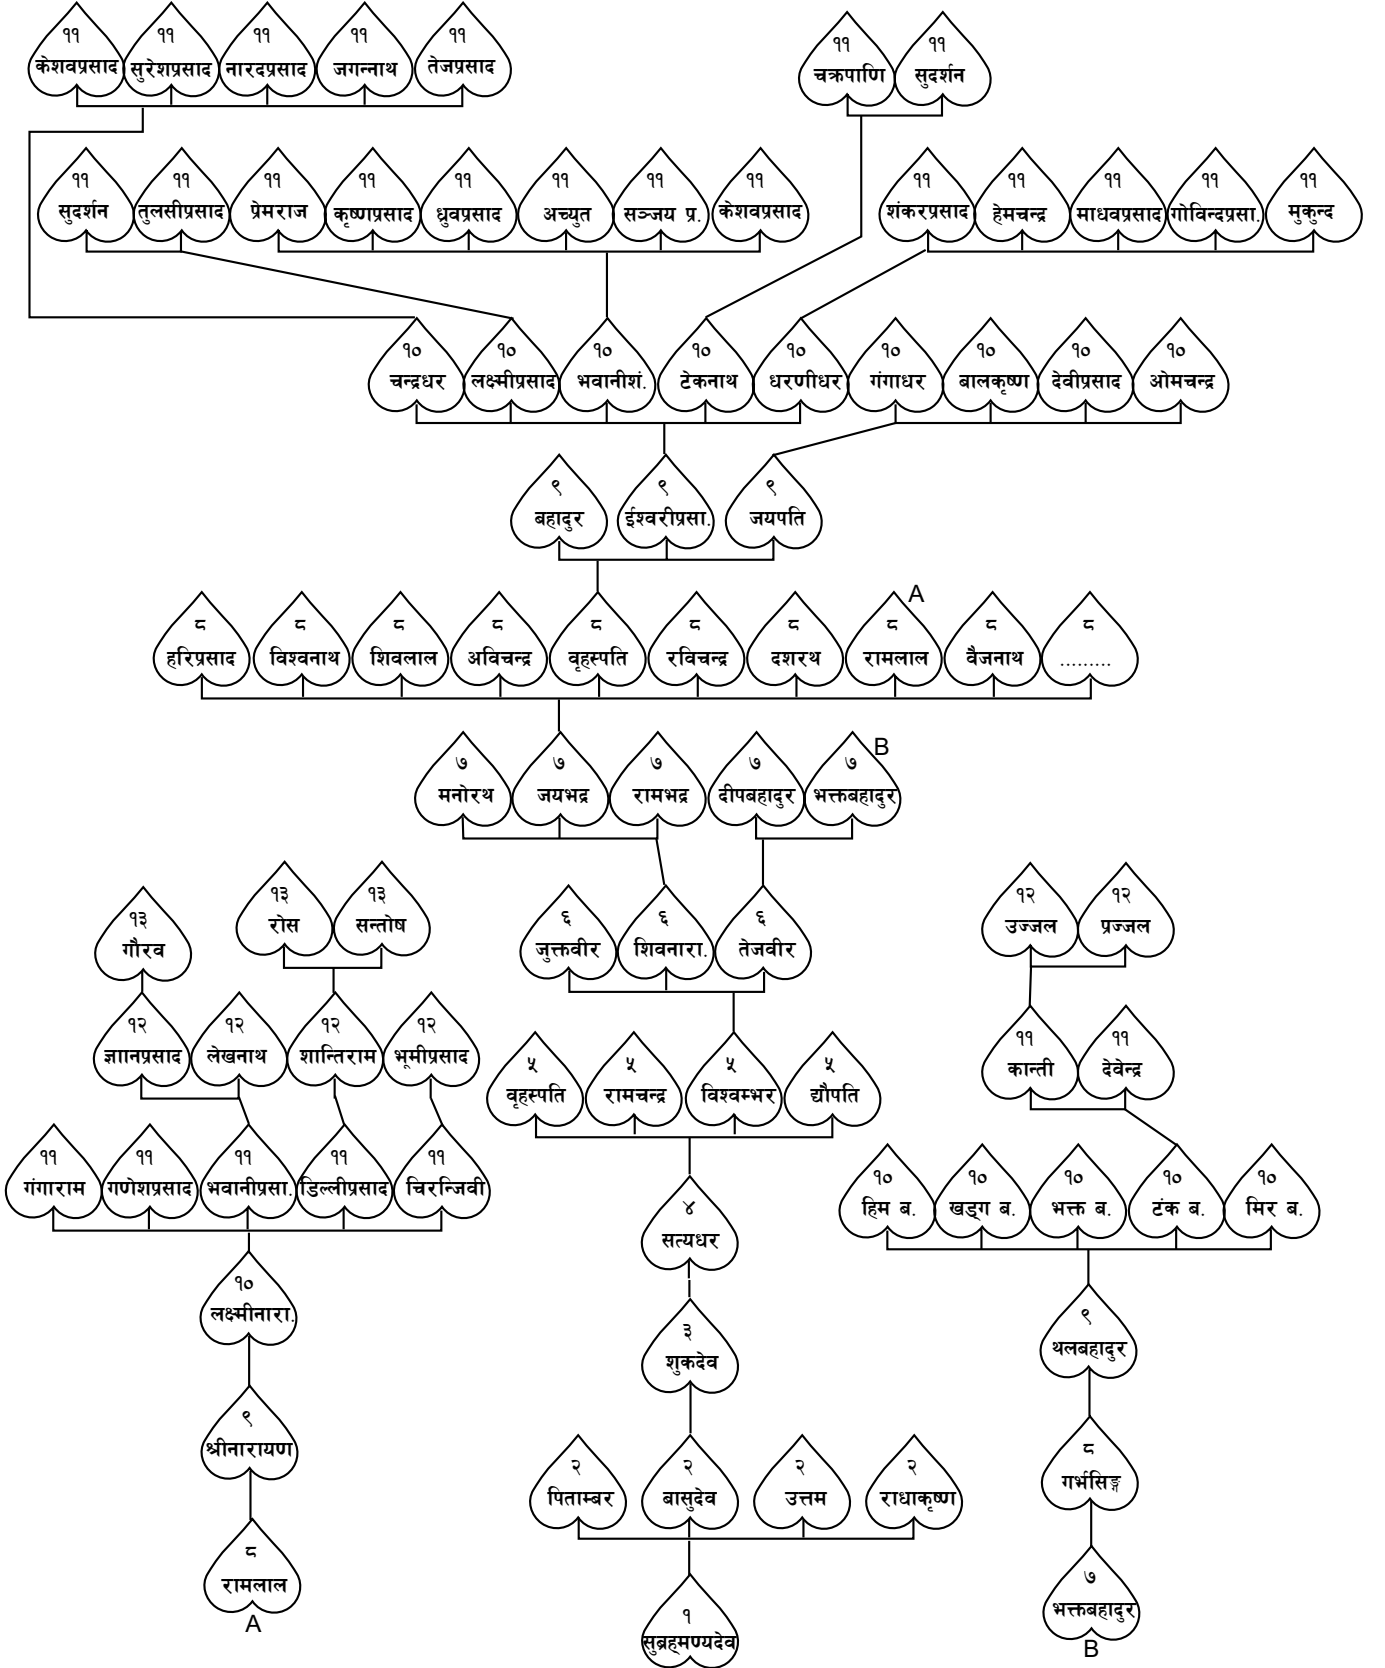 ११ ११ ११ ११ ११
केशवप्रसाद सुरेशप्रसाद नारदप्रसाद जगन्नाथ तेजप्रसाद
११ ११
चक्रपाणि सुदर्शन
११ ११ ११ ११ ११ ११ ११ ११
सुदर्शन तुलसीप्रसाद प्रेमराज कृष्णप्रसाद ध्रुवप्रसाद अच्युत सञ्जय प्र. केशवप्रसाद
११ ११ ११ ११ ११
शंकरप्रसाद हेमचन्द्र माधवप्रसाद गोविन्दप्रसा. मुकुन्द
१० १० १० १० १० १० १० १० १०
चन्द्रधर लक्ष्मीप्रसाद भवानीशं. टेकनाथ धरणीधर गंगाधर बालकृष्ण देवीप्रसाद ओमचन्द्र
९ ९ ९
बहादुर ईश्वरीप्रसा. जयपति
A
८ ८ ८ ८ ८ ८ ८ ८ ८ ८
हरिप्रसाद विश्वनाथ शिवलाल अविचन्द्र वृहस्पति रविचन्द्र दशरथ रामलाल वैजनाथ .........
B
७ ७ ७ ७ ७
मनोरथ जयभद्र रामभद्र दीपबहादुर भक्तबहादुर
१३ १३ १३
गौरव रोस सन्तोष
६ ६ ६
जुक्तवीर शिवनारा. तेजवीर
१२ १२
उज्जल प्रज्जल
१२ १२ १२ १२
ज्ञाानप्रसाद लेखनाथ शान्तिराम भूमीप्रसाद
५ ५ ५ ५
वृहस्पति रामचन्द्र विश्वम्भर द्यौपति
११ ११
कान्ती देवेन्द्र
११ ११ ११ ११ ११
गंगाराम गणेशप्रसाद भवानीप्रसा. डिल्लीप्रसाद चिरन्जिवी
४
सत्यधर
१० १० १० १० १०
हिम ब. खड्ग ब. भक्त ब. टंक ब. मिर ब.
१०
लक्ष्मीनारा.
३
शुकदेव
९
थलबहादुर
९
श्रीनारायण
२ २ २ २
पिताम्बर बासुदेव उत्तम राधाकृष्ण
८
गर्भसिङ्ग
८
रामलाल
A
१
सुब्रह्मण्यदेव
७
भक्तबहादुर
B